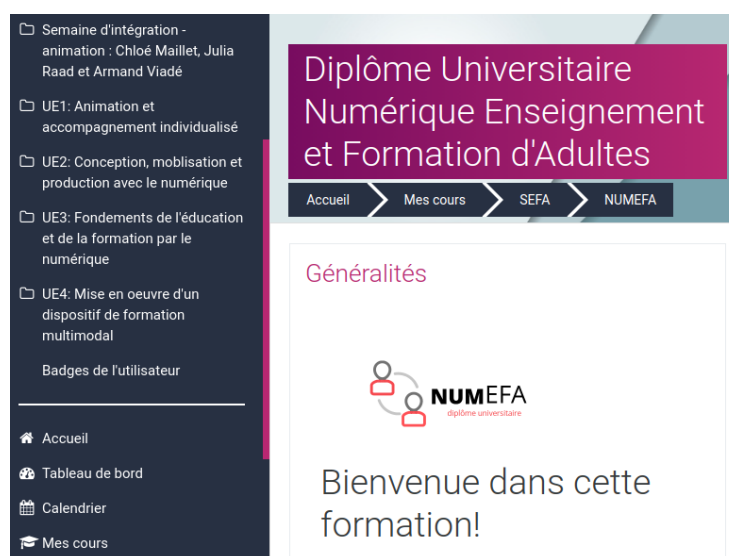 Semaine d'intégration -
animation : Chloé Maillet, Julia
Raad et Armand Viadé
UE1: Animation et
accompagnement individualisé
UE2: Conception, moblisation et
production avec le numérique
UE3: Fondements de l'éducation
et de la formation par le
numérique
UE4: Mise en oeuvre d'un
dispositif de formation
multimodal
Badges de l'utilisateur
Accueil
Tableau de bord
Calendrier
Mes cours
Diplôme Universitaire
Numérique Enseignement
et Formation d'Adultes
Accueil Mes cours SEFA NUMEFA
Généralités
NUMEFA
diplôme universitaire
Bienvenue dans cette
formation!